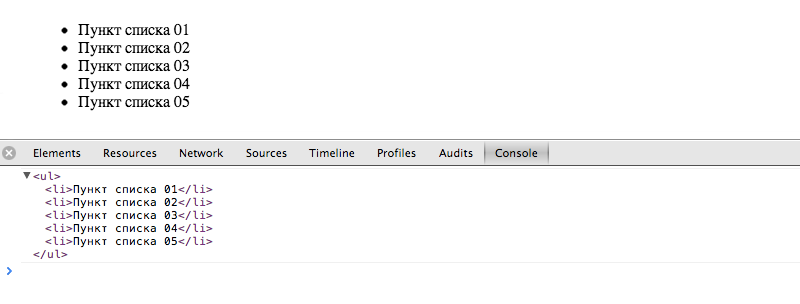 Пункт списка 01
Пункт списка 02
Пункт списка 03
Пункт списка 04
Пункт списка 05
Elements Resources Network Sources Timeline Profiles Audits Console
<ul>
<li>Пункт списка 01</li>
<li>Пункт списка 02</li>
<li>Пункт списка 03</li>
<li>Пункт списка 04</li>
<li>Пункт списка 05</li>
</ul>